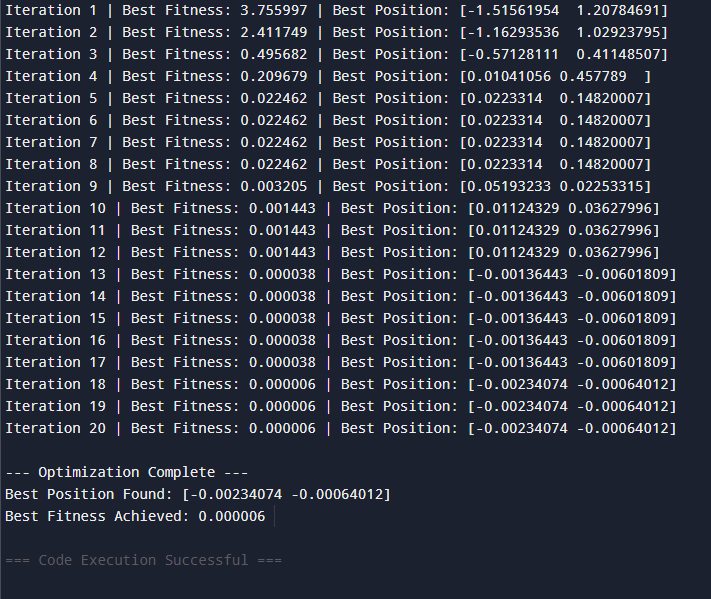 Iteration 1 | Best Fitness: 3.755997 | Best Position: [-1.51561954  1.20784691]
Iteration 2 | Best Fitness: 2.411749 | Best Position: [-1.16293536  1.02923795]
Iteration 3 | Best Fitness: 0.495682 | Best Position: [-0.57128111  0.41148507]
Iteration 4 | Best Fitness: 0.209679 | Best Position: [0.01041056 0.457789  ]
Iteration 5 | Best Fitness: 0.022462 | Best Position: [0.0223314  0.14820007]
Iteration 6 | Best Fitness: 0.022462 | Best Position: [0.0223314  0.14820007]
Iteration 7 | Best Fitness: 0.022462 | Best Position: [0.0223314  0.14820007]
Iteration 8 | Best Fitness: 0.022462 | Best Position: [0.0223314  0.14820007]
Iteration 9 | Best Fitness: 0.003205 | Best Position: [0.05193233 0.02253315]
Iteration 10 | Best Fitness: 0.001443 | Best Position: [0.01124329 0.03627996]
Iteration 11 | Best Fitness: 0.001443 | Best Position: [0.01124329 0.03627996]
Iteration 12 | Best Fitness: 0.001443 | Best Position: [0.01124329 0.03627996]
Iteration 13 | Best Fitness: 0.000038 | Best Position: [-0.00136443 -0.00601809]
Iteration 14 | Best Fitness: 0.000038 | Best Position: [-0.00136443 -0.00601809]
Iteration 15 | Best Fitness: 0.000038 | Best Position: [-0.00136443 -0.00601809]
Iteration 16 | Best Fitness: 0.000038 | Best Position: [-0.00136443 -0.00601809]
Iteration 17 | Best Fitness: 0.000038 | Best Position: [-0.00136443 -0.00601809]
Iteration 18 | Best Fitness: 0.000006 | Best Position: [-0.00234074 -0.00064012]
Iteration 19 | Best Fitness: 0.000006 | Best Position: [-0.00234074 -0.00064012]
Iteration 20 | Best Fitness: 0.000006 | Best Position: [-0.00234074 -0.00064012]
--- Optimization Complete ---
Best Position Found: [-0.00234074 -0.00064012]
Best Fitness Achieved: 0.000006
=== Code Execution Successful ===